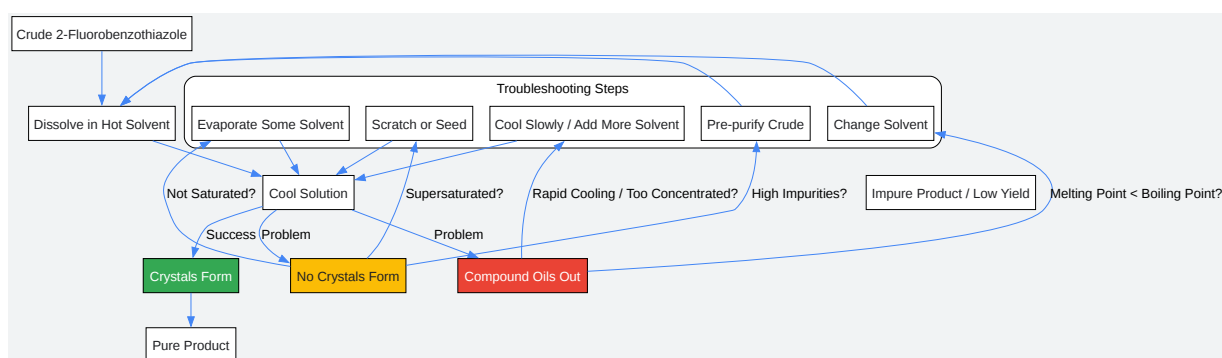 Crude 2-Fluorobenzothiazole
Troubleshooting Steps
Dissolve in Hot Solvent
Evaporate Some Solvent
Scratch or Seed
Cool Slowly / Add More Solvent
Pre-purify Crude
Change Solvent
Not Saturated?
Cool Solution
Supersaturated?
Rapid Cooling / Too Concentrated?
High Impurities?
Impure Product / Low Yield
Melting Point < Boiling Point?
Success
Problem
Problem
Crystals Form
No Crystals Form
Compound Oils Out
Pure Product